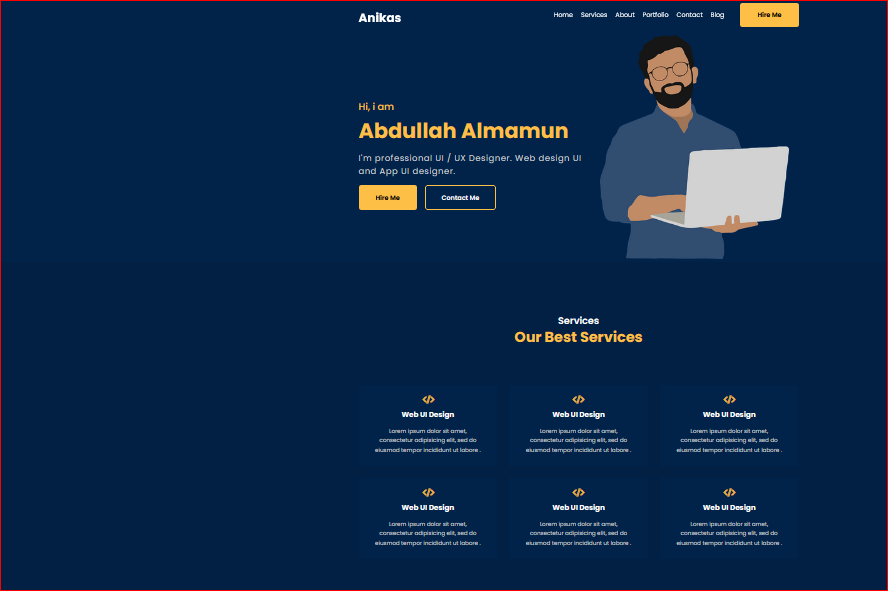 Anikas
Home Services About Portfolio Contact Blog Hire Me
Hi, i am
Abdullah Almamun
I'm professional UI / UX Designer. Web design UI
and App UI designer.
Hire Me Contact Me
Services
Our Best Services
Web UI Design Web UI Design Web UI Design
Lorem ipsum dolor sit amet, Lorem ipsum dolor sit amet, Lorem ipsum dolor sit amet,
consectetur adipisicing elit, sed do consectetur adipisicing elit, sed do consectetur adipisicing elit, sed do
eiusmod tempor incididunt ut labore . eiusmod tempor incididunt ut labore . eiusmod tempor incididunt ut labore .
Web UI Design Web UI Design Web UI Design
Lorem ipsum dolor sit amet, Lorem ipsum dolor sit amet, Lorem ipsum dolor sit amet,
consectetur adipisicing elit, sed do consectetur adipisicing elit, sed do consectetur adipisicing elit, sed do
eiusmod tempor incididunt ut labore . eiusmod tempor incididunt ut labore . eiusmod tempor incididunt ut labore .